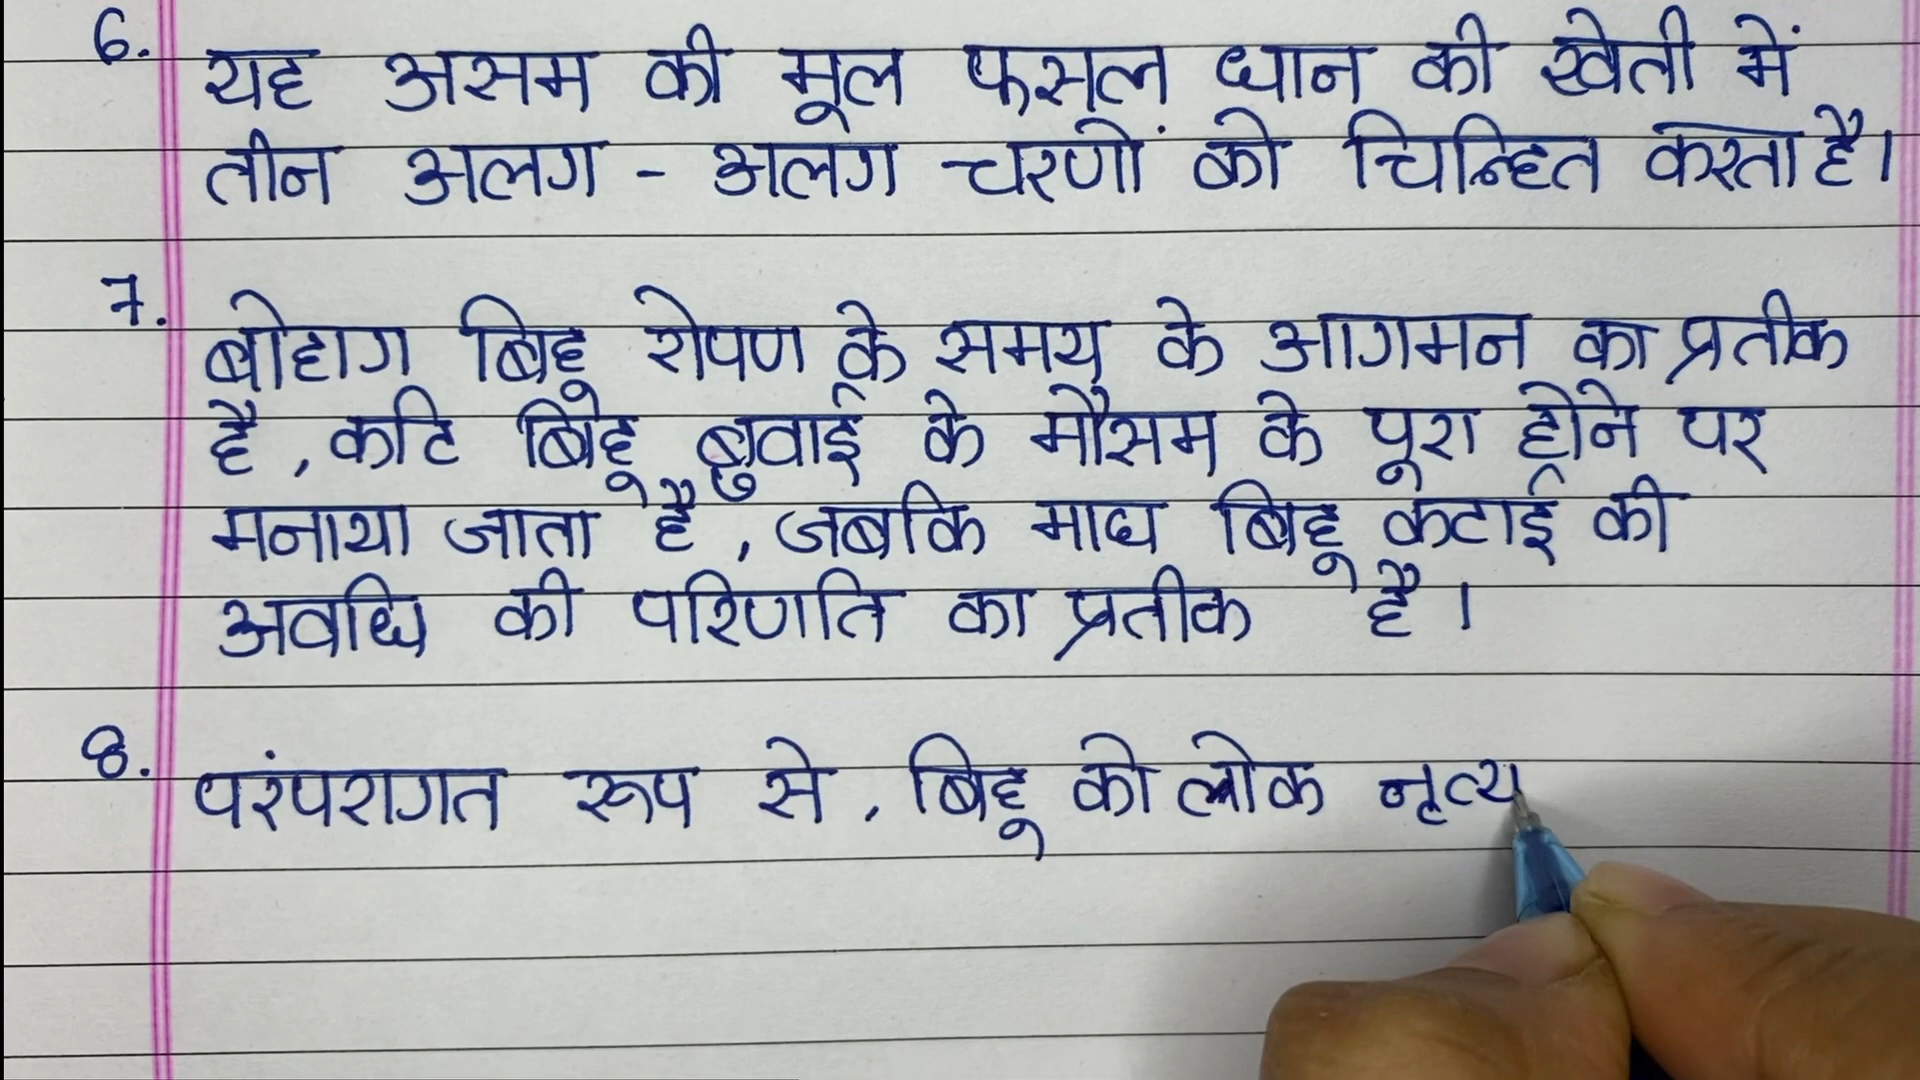 6. यह असम की मूल फसल धान की खेती में
तीन अलग - अलग चरणों को चिन्हित करता है।
7. बोहाग बिहू रोपण के समय के आगमन का प्रतीक
है, कटि बिहू बुवाई के मौसम के पूरा होने पर
मनाया जाता है, जबकि माघ बिहू कटाई की
अवधि की परिणति का प्रतीक है।
8. परंपरागत रूप से, बिहू को लोक नृत्य